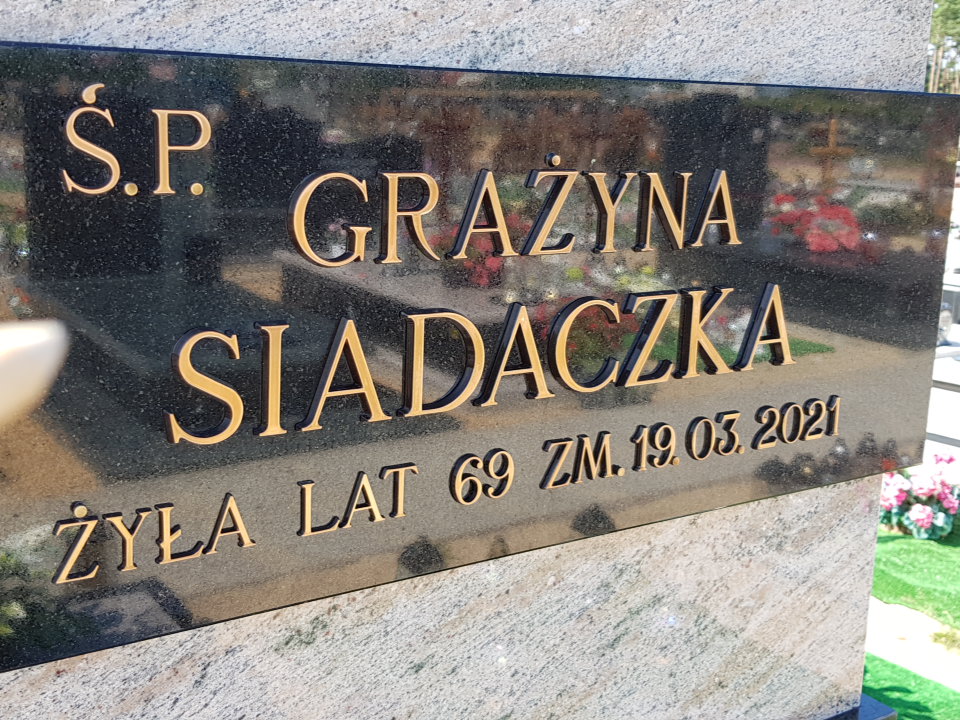 Ś.P. GRAŻYNA
SIADACZKA
ŻYŁA LAT 69 ZM. 19. 03. 2021